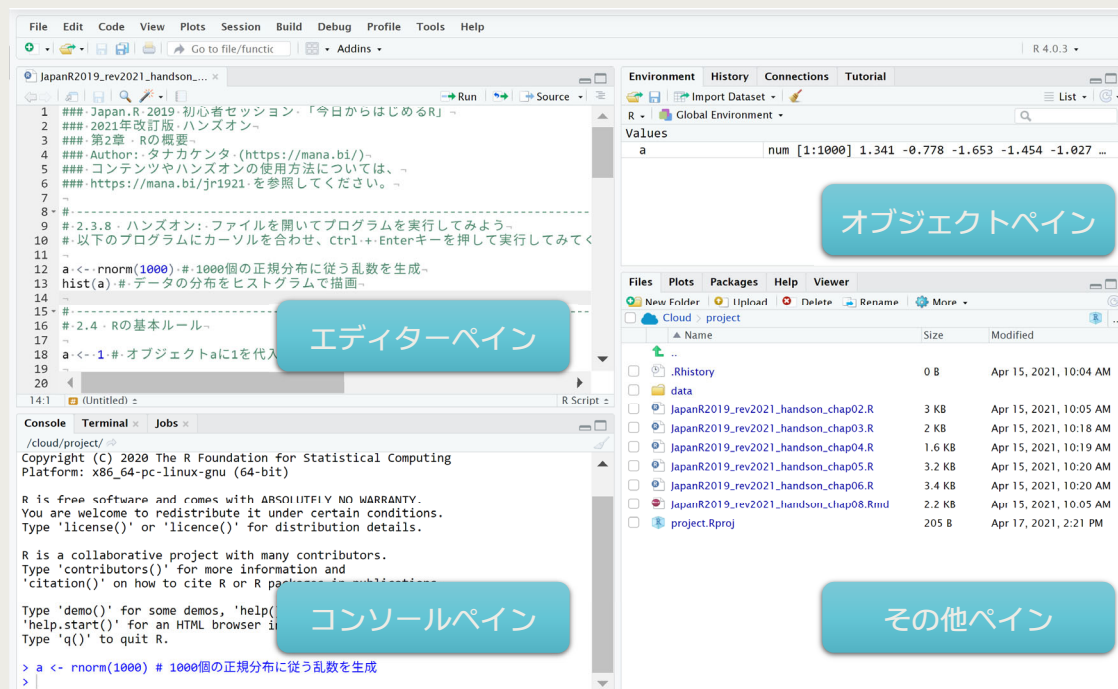 File Edit Code View Plots Session Build Debug Profile Tools Help
Go to file/functic Addins R 4.0.3
JapanR2019_rev2021_handson_... ×
Run Source
1 ### Japan.R 2019 初心者セッション 「今日からはじめるR」
2 ### 2021年改訂版 ハンズオン
3 ### 第2章 Rの概要
4 ### Author: タナカケンタ (https://mana.bi/)
5 ### コンテンツやハンズオンの使用方法については、
6 ### https://mana.bi/jr1921 を参照してください。
7
8 # ----------------------------------------------------------------
9 # 2.3.8 ハンズオン: ファイルを開いてプログラムを実行してみよう
10 # 以下のプログラムにカーソルを合わせ、Ctrl + Enterキーを押して実行してみてく
11
12 a <- rnorm(1000) # 1000個の正規分布に従う乱数を生成
13 hist(a) # データの分布をヒストグラムで描画
14
15 # ----------------------------------------------------------------
16 # 2.4 Rの基本ルール
17
18 a <- 1 # オブジェクトaに1を代入
19
20
エディターペイン
14:1 # (Untitled) R Script
Console Terminal × Jobs ×
/cloud/project/
Copyright (C) 2020 The R Foundation for Statistical Computing
Platform: x86_64-pc-linux-gnu (64-bit)
R is free software and comes with ABSOLUTELY NO WARRANTY.
You are welcome to redistribute it under certain conditions.
Type 'license()' or 'licence()' for distribution details.
R is a collaborative project with many contributors.
Type 'contributors()' for more information and
'citation()' on how to cite R or R packages in publications.
Type 'demo()' for some demos, 'help(
'help.start()' for an HTML browser i
Type 'q()' to quit R.
コンソールペイン
> a <- rnorm(1000) # 1000個の正規分布に従う乱数を生成
>
Environment History Connections Tutorial
Import Dataset List
R Global Environment
Values
a num [1:1000] 1.341 -0.778 -1.653 -1.454 -1.027 …
オブジェクトペイン
Files Plots Packages Help Viewer
New Folder Upload Delete Rename More
Cloud project
Name Size Modified
..
.Rhistory 0 B Apr 15, 2021, 10:04 AM
data
JapanR2019_rev2021_handson_chap02.R 3 KB Apr 15, 2021, 10:05 AM
JapanR2019_rev2021_handson_chap03.R 2 KB Apr 15, 2021, 10:18 AM
JapanR2019_rev2021_handson_chap04.R 1.6 KB Apr 15, 2021, 10:19 AM
JapanR2019_rev2021_handson_chap05.R 3.2 KB Apr 15, 2021, 10:20 AM
JapanR2019_rev2021_handson_chap06.R 3.4 KB Apr 15, 2021, 10:20 AM
JapanR2019_rev2021_handson_chap08.Rmd 2.2 KB Apr 15, 2021, 10:05 AM
project.Rproj 205 B Apr 17, 2021, 2:21 PM
その他ペイン